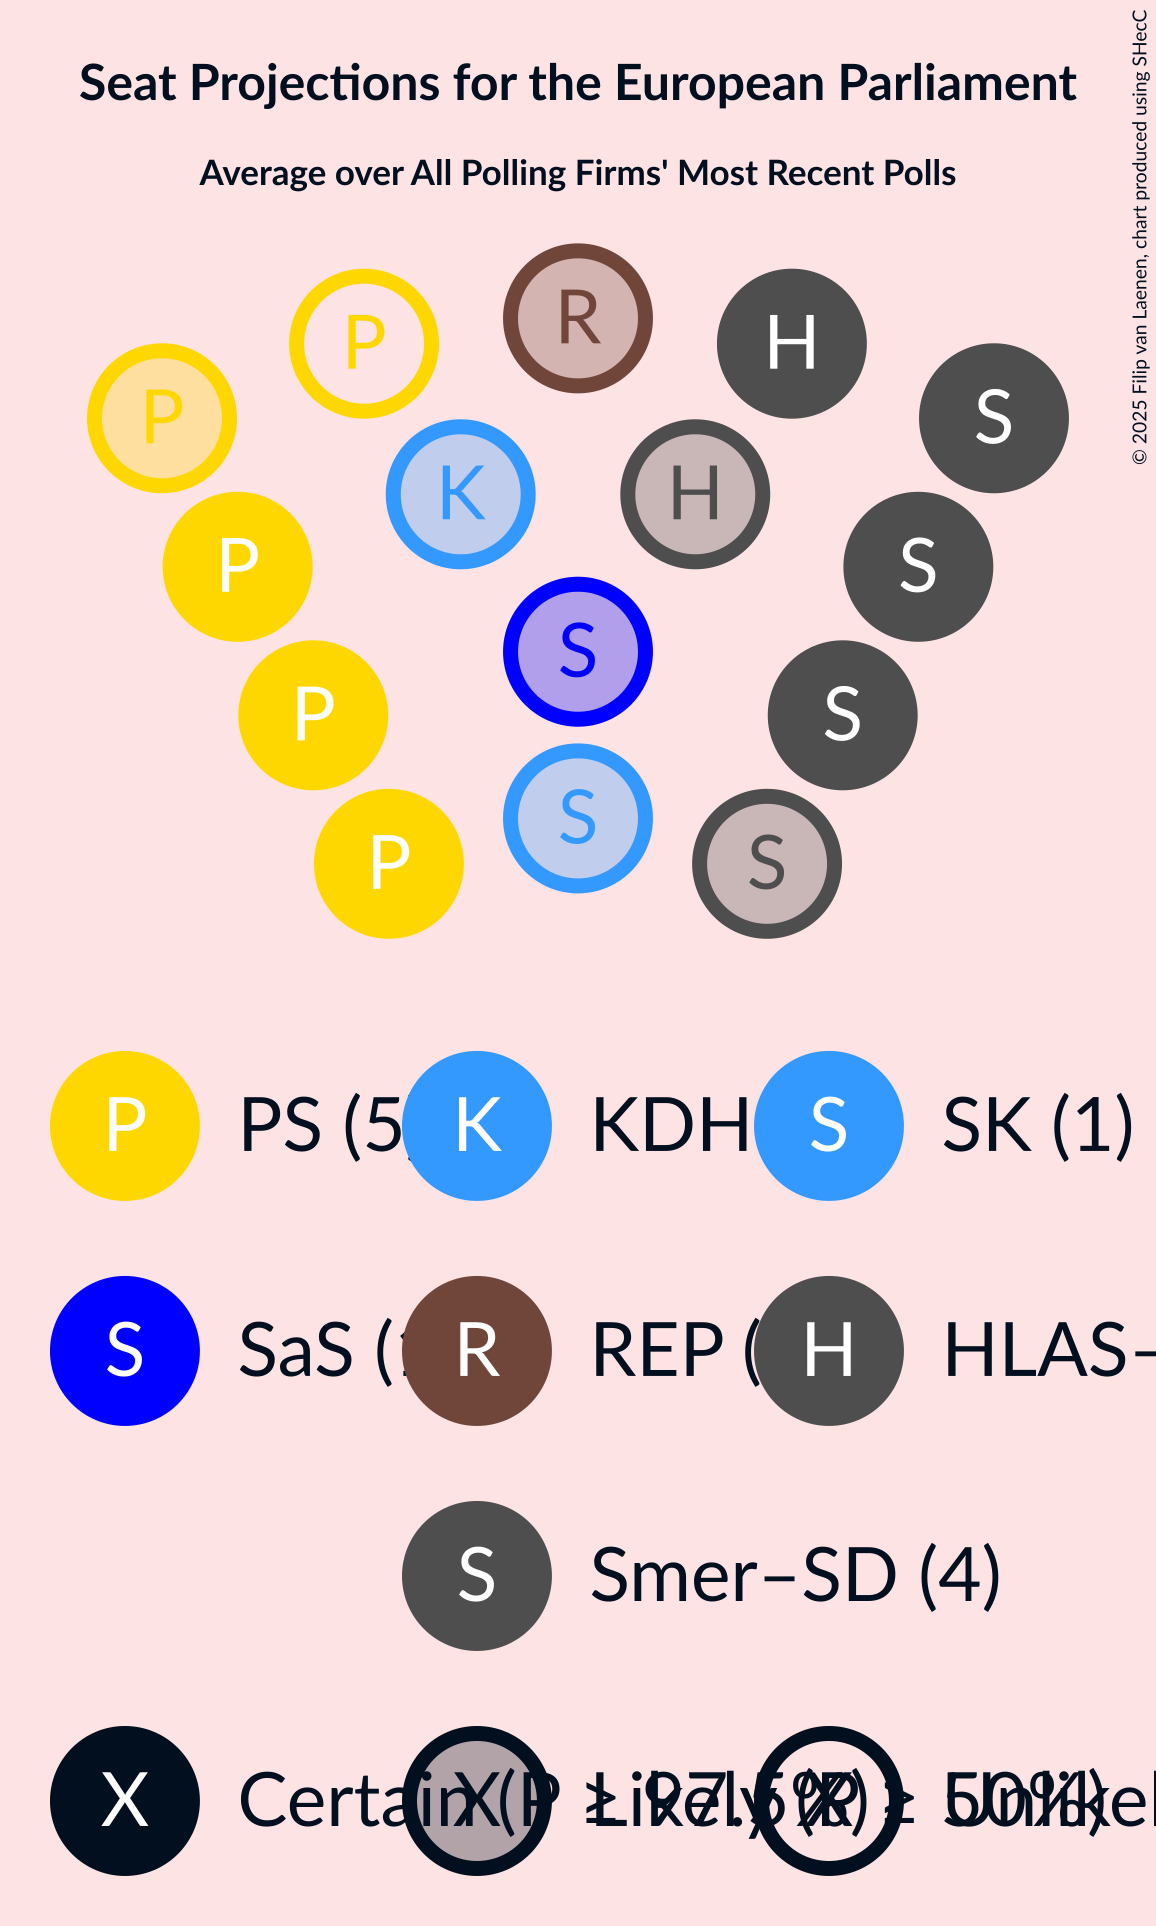 © 2025 Filip van Laenen, chart produced using SHecC
Seat Projections for the European Parliament
Average over All Polling Firms' Most Recent Polls
R
P H
P S
K H
P S
S
P S
S
P S
P PS (5 K KDH S SK (1)
S SaS ( R REP ( H HLAS–
S Smer–SD (4)
X Certain (P ≥ 97.5%) X Likely (P ≥ 50%) X Unlikel